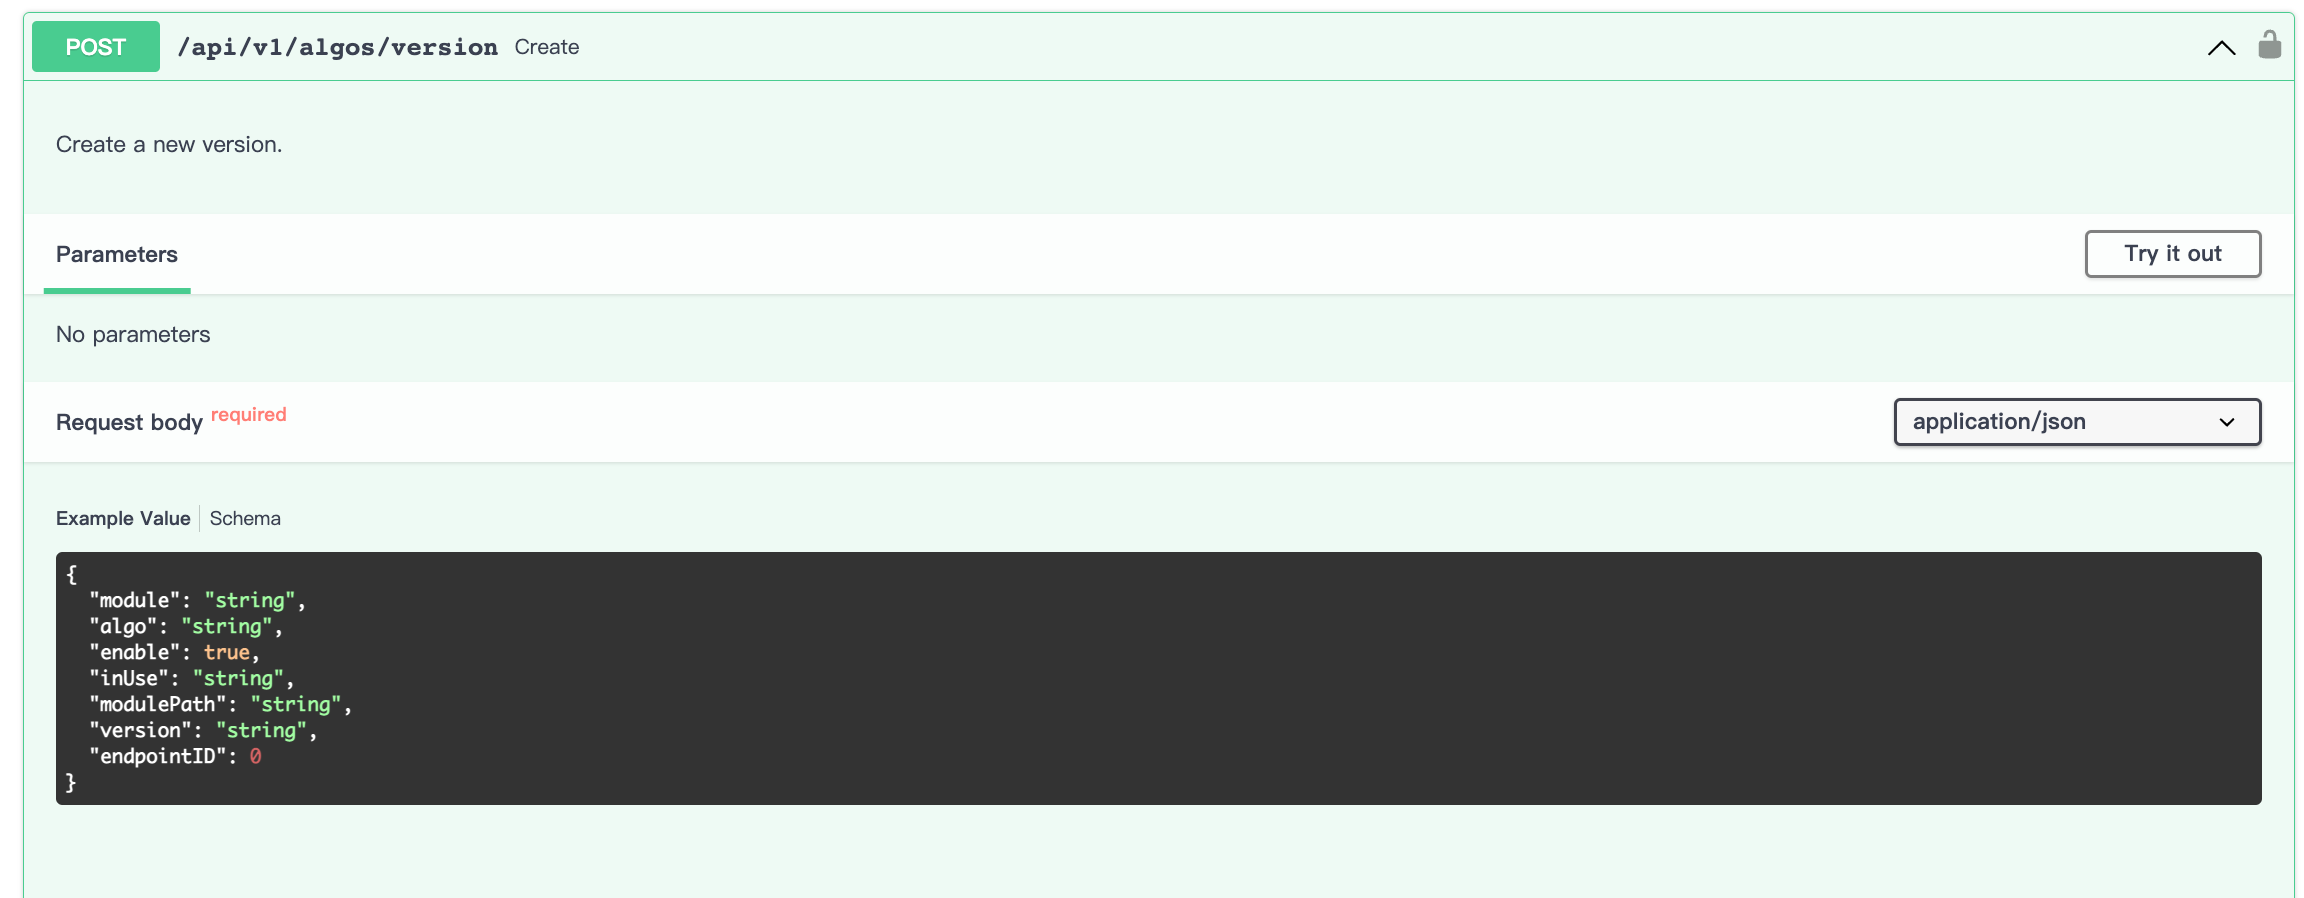 POST /api/v1/algos/version Create
Create a new version.
Parameters Try it out
No parameters
Request body required application/json
Example Value Schema
{
"module": "string",
"algo": "string",
"enable": true,
"inUse": "string",
"modulePath": "string",
"version": "string",
"endpointID": 0
}